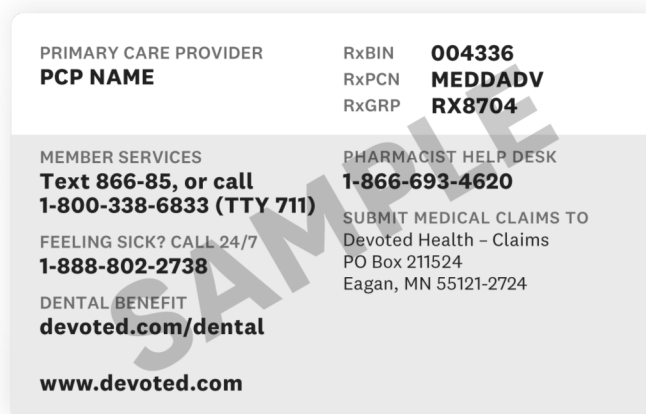 PRIMARY CARE PROVIDER
PCP NAME
RxBIN 004336
RxPCN MEDDADV
RxGRP RX8704
MEMBER SERVICES
Text 866-85, or call
1-800-338-6833 (TTY 711)
FEELING SICK? CALL 24/7
1-888-802-2738
DENTAL BENEFIT
devoted.com/dental
www.devoted.com
PHARMACIST HELP DESK
1-866-693-4620
SUBMIT MEDICAL CLAIMS TO
Devoted Health – Claims
PO Box 211524
Eagan, MN 55121-2724
SAMPLE